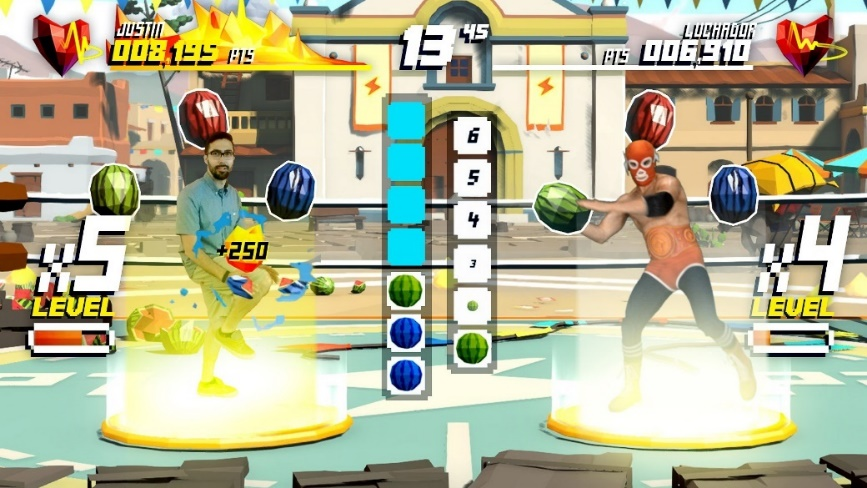 JUSTIN
008,195 PTS
13 45
LUCHADOR
PTS 006,910
6
5
4
3
x5
LEVEL
+250
x4
LEVEL